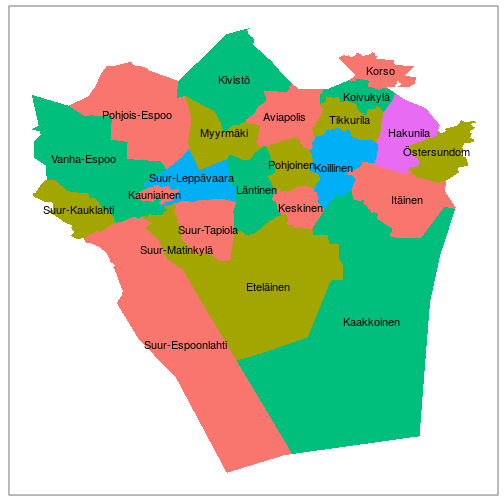 Korso
Kivistö
Koivukylä
Pohjois-Espoo
Aviapolis
Tikkurila
Myyrmäki
Hakunila
Östersundom
Vanha-Espoo
Pohjoinen
Koillinen
Suur-Leppävaara
Läntinen
Kauniainen
Itäinen
Suur-Kauklahti
Keskinen
Suur-Tapiola
Suur-Matinkylä
Eteläinen
Kaakkoinen
Suur-Espoonlahti